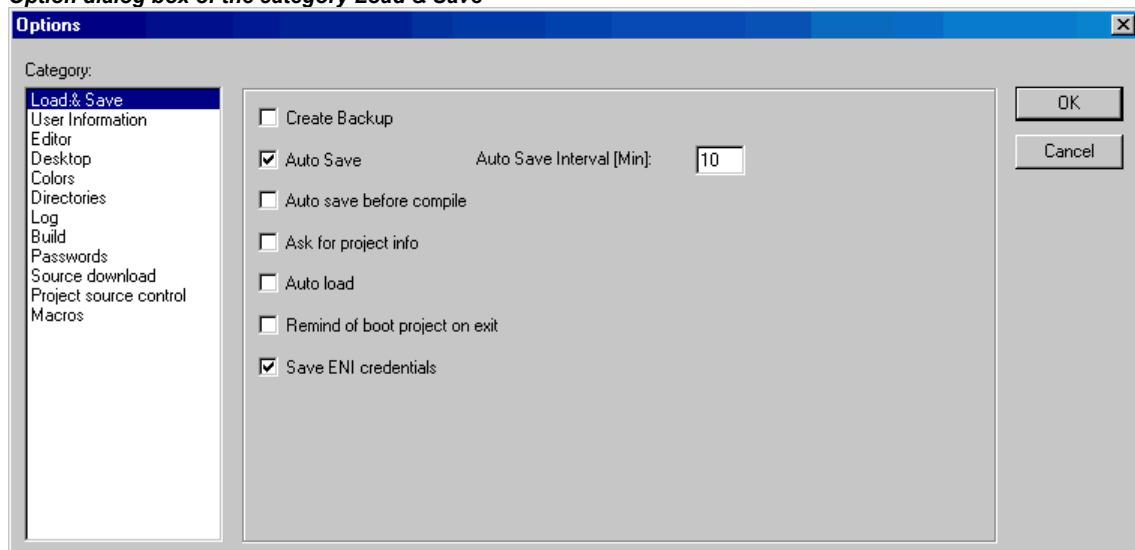 Option dialog box of the category Load & Save
Options
Category:
Load & Save
User Information
Editor
Desktop
Colors
Directories
Log
Build
Passwords
Source download
Project source control
Macros
Create Backup
Auto Save Auto Save Interval [Min]: 10
Auto save before compile
Ask for project info
Auto load
Remind of boot project on exit
Save ENI credentials
OK
Cancel